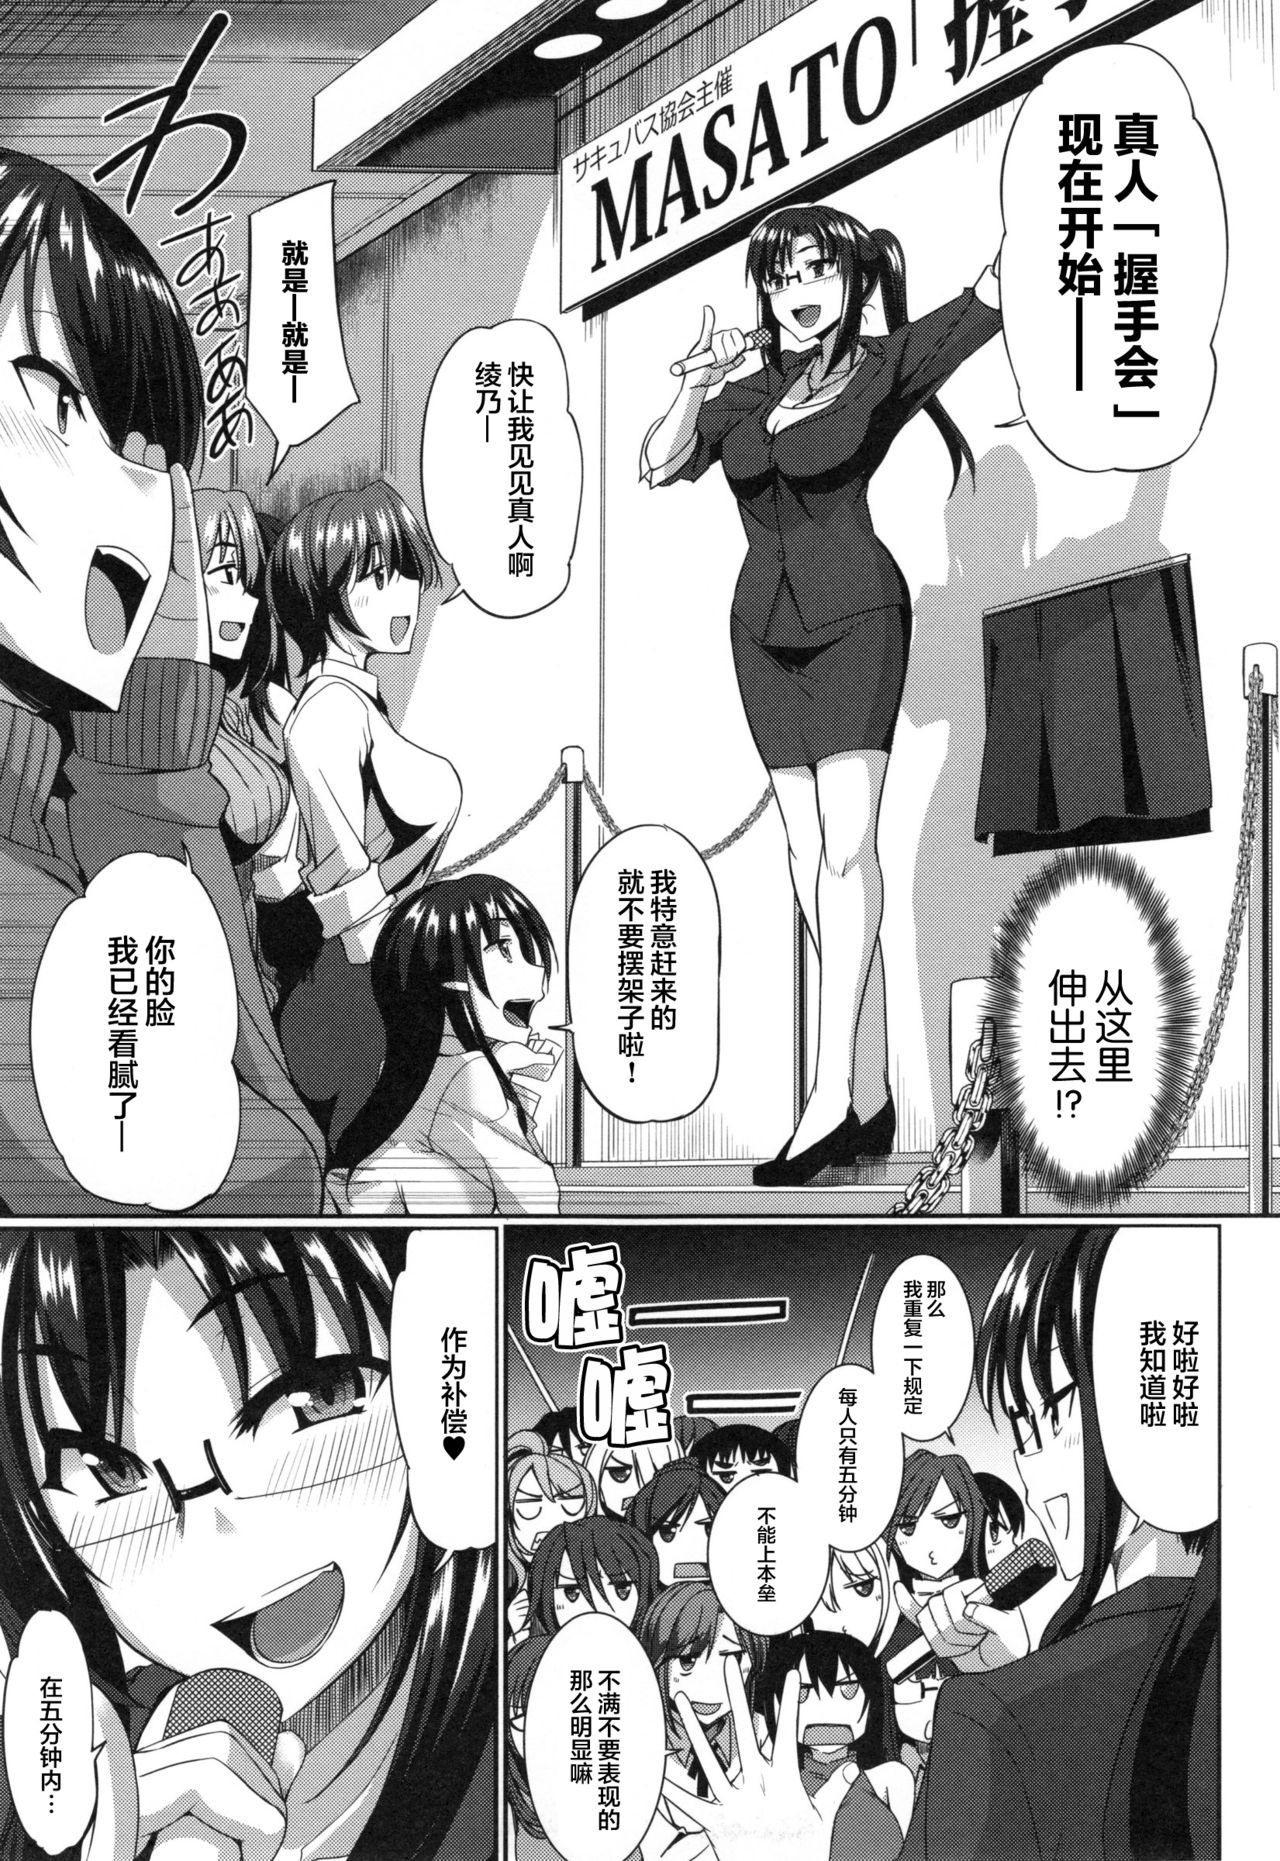 サキュバス協会主催
MASATO「握手
真人「握手会」
现在开始——
わぁああああ
快让我见见真人啊
绫乃—
就是—就是—
从这里
伸出去!?
我特意赶来的
就不要摆架子啦！
你的脸
我已经看腻了—
好啦好啦
我知道啦
那么
我重复一下规定
每人只有五分钟
不能上本垒
嘘——
嘘——
不满不要表现的
那么明显嘛
作为补偿♥
在五分钟内…